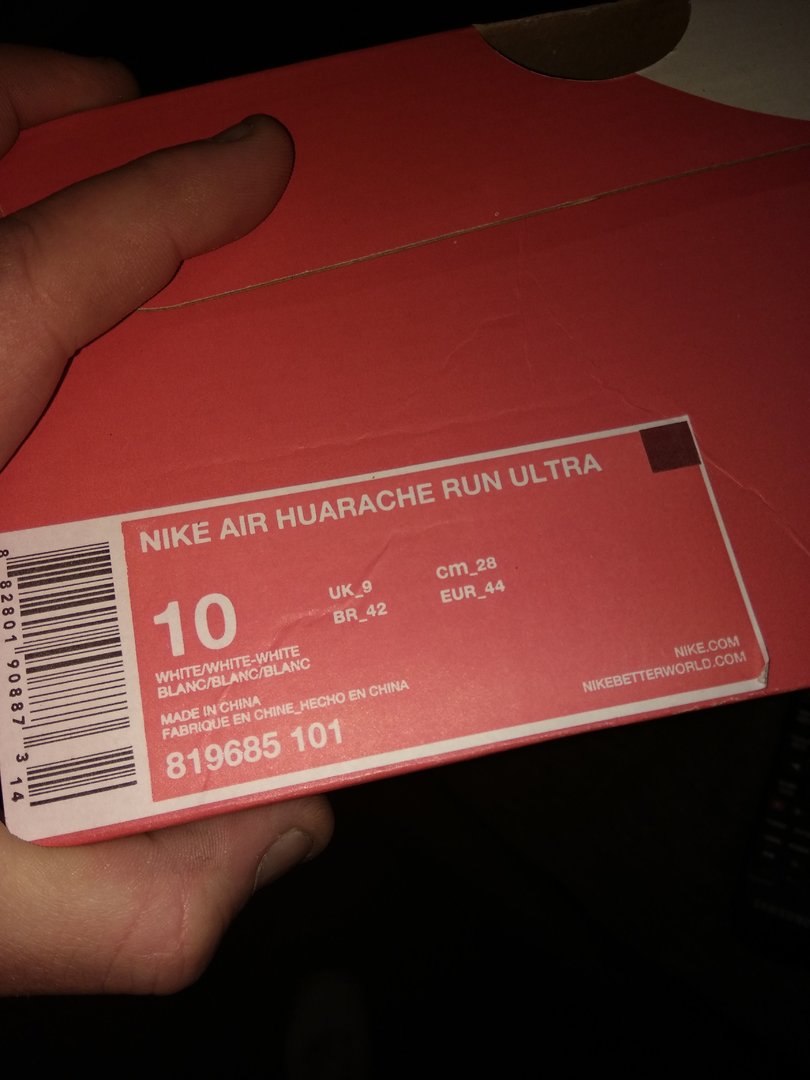 NIKE AIR HUARACHE RUN ULTRA
10
UK_9
cm_28
BR_42
EUR_44
WHITE/WHITE-WHITE
BLANC/BLANC/BLANC
MADE IN CHINA
FABRIQUE EN CHINE_HECHO EN CHINA
819685 101
NIKE.COM
NIKEBETTERWORLD.COM
8 82801 90887 3 14